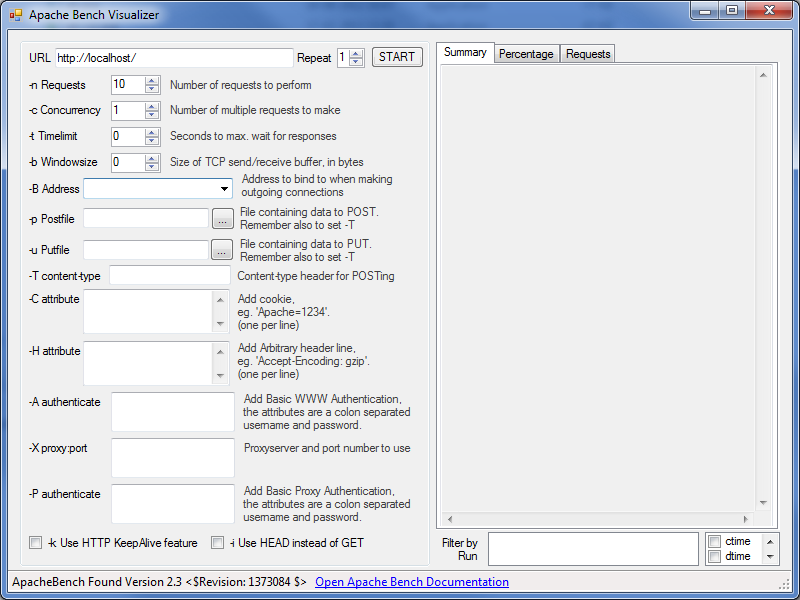 Apache Bench Visualizer
URL http://localhost/ Repeat 1 START
-n Requests 10 Number of requests to perform
-c Concurrency 1 Number of multiple requests to make
-t Timelimit 0 Seconds to max. wait for responses
-b Windowsize 0 Size of TCP send/receive buffer, in bytes
-B Address Address to bind to when making
outgoing connections
-p Postfile ... File containing data to POST.
Remember also to set -T
-u Putfile ... File containing data to PUT.
Remember also to set -T
-T content-type Content-type header for POSTing
-C attribute Add cookie,
eg. 'Apache=1234'.
(one per line)
-H attribute Add Arbitrary header line,
eg. 'Accept-Encoding: gzip'.
(one per line)
-A authenticate Add Basic WWW Authentication,
the attributes are a colon separated
username and password.
-X proxy:port Proxyserver and port number to use
-P authenticate Add Basic Proxy Authentication,
the attributes are a colon separated
username and password.
-k Use HTTP KeepAlive feature -i Use HEAD instead of GET
Summary Percentage Requests
Filter by
Run
ctime
dtime
ApacheBench Found Version 2.3 <$Revision: 1373084 $> Open Apache Bench Documentation